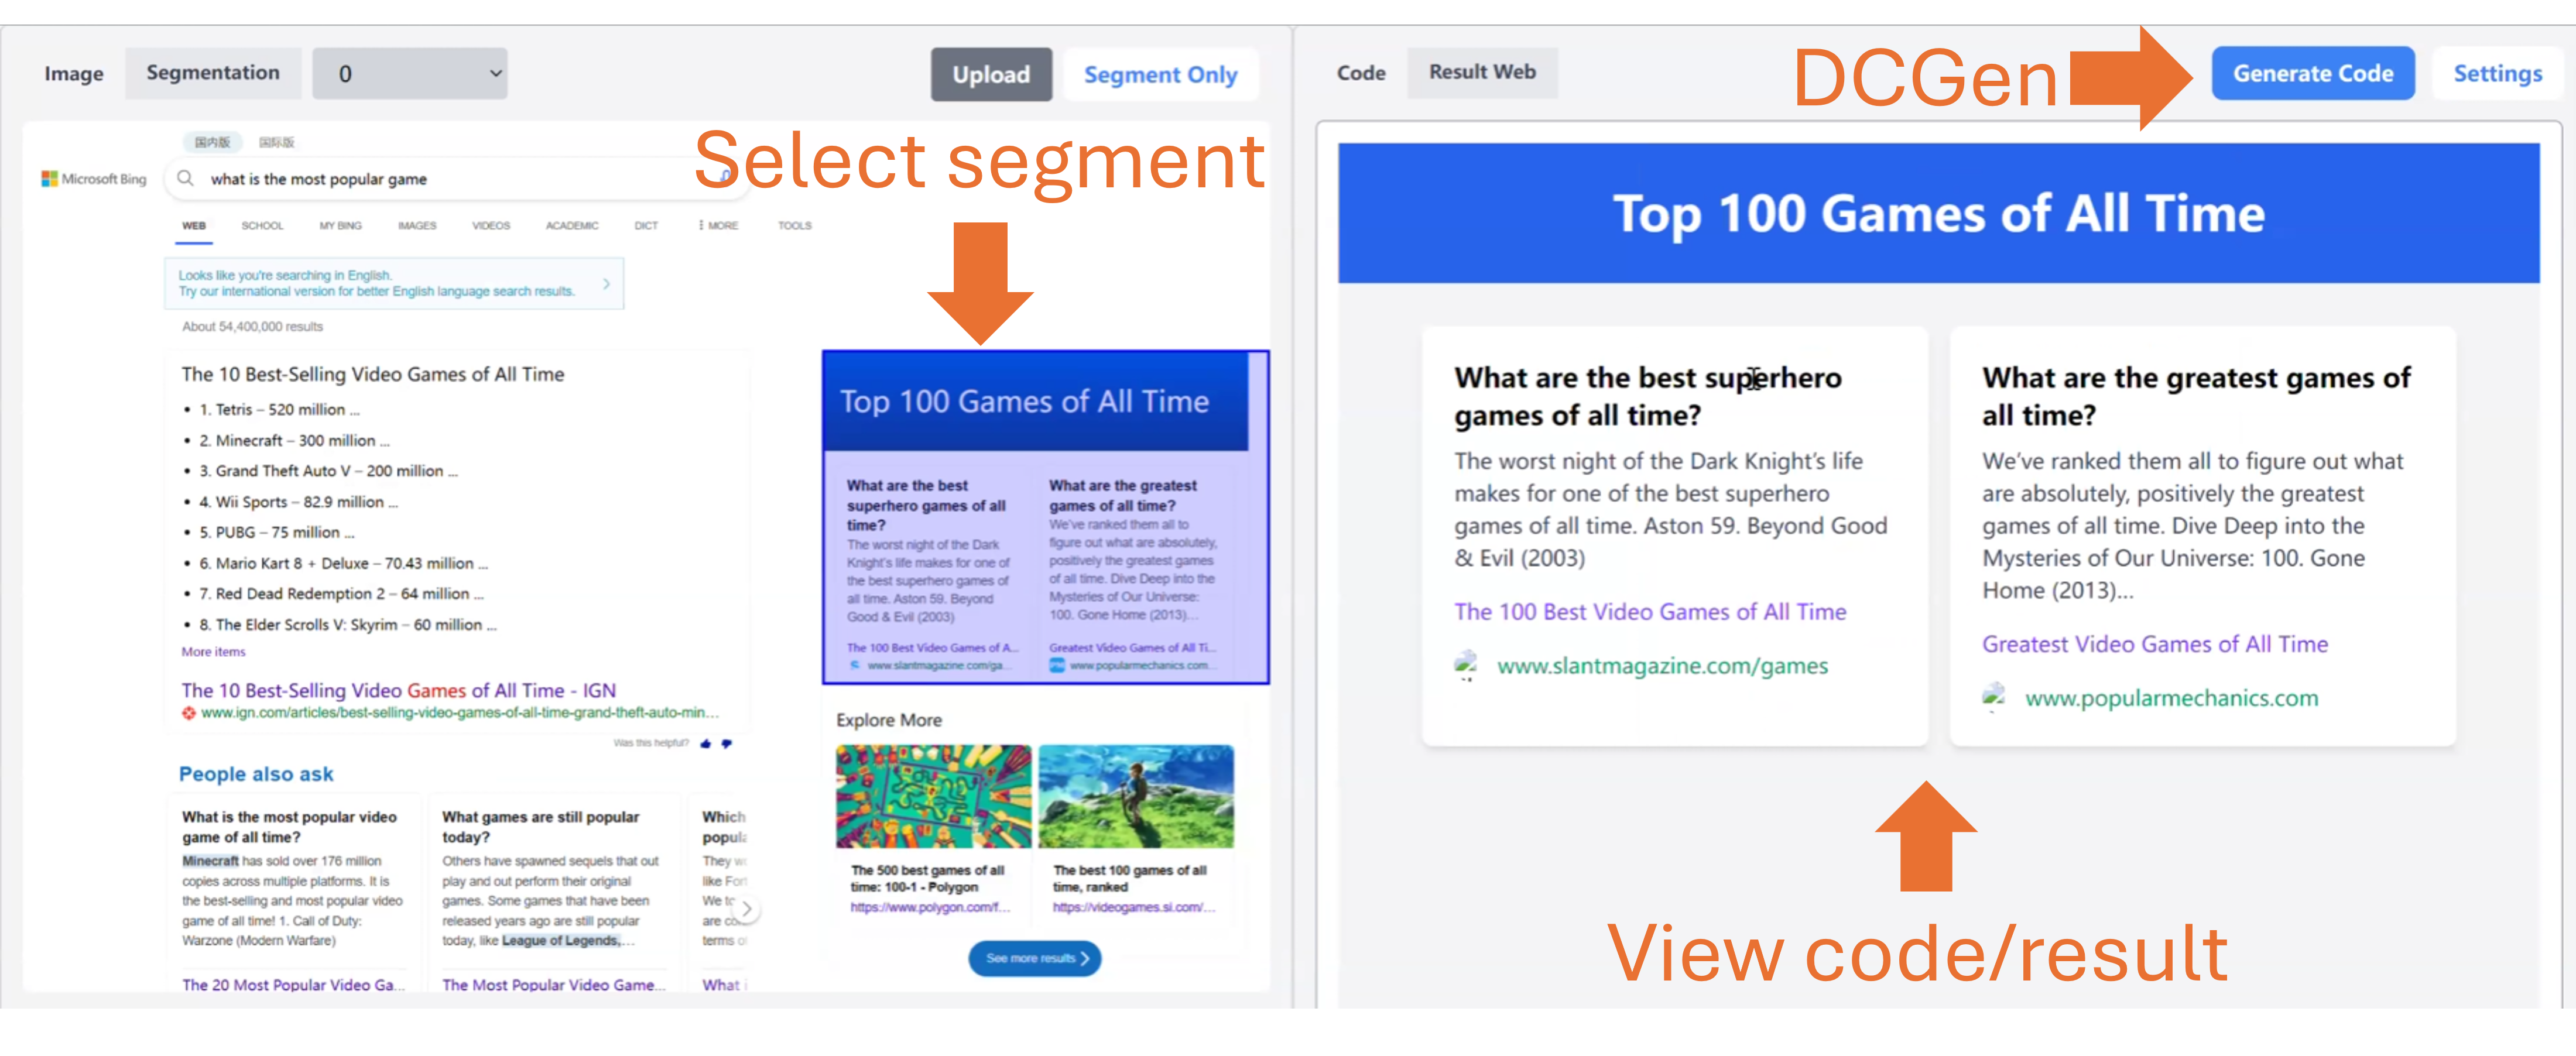 Image Segmentation 0 Upload Segment Only
Select segment
国内版 国际版
Microsoft Bing what is the most popular game
WEB SCHOOL MY BING IMAGES VIDEOS ACADEMIC DICT MORE TOOLS
Looks like you're searching in English.
Try our international version for better English language search results.
About 54,400,000 results
The 10 Best-Selling Video Games of All Time
• 1. Tetris – 520 million ...
• 2. Minecraft – 300 million ...
• 3. Grand Theft Auto V – 200 million ...
• 4. Wii Sports – 82.9 million ...
• 5. PUBG – 75 million ...
• 6. Mario Kart 8 + Deluxe – 70.43 million ...
• 7. Red Dead Redemption 2 – 64 million ...
• 8. The Elder Scrolls V: Skyrim – 60 million ...
More items
The 10 Best-Selling Video Games of All Time - IGN
www.ign.com/articles/best-selling-video-games-of-all-time-grand-theft-auto-min...
Was this helpful?
People also ask
What is the most popular video
game of all time?
Minecraft has sold over 176 million
copies across multiple platforms. It is
the best-selling and most popular video
game of all time! 1. Call of Duty:
Warzone (Modern Warfare)
The 20 Most Popular Video Ga...
What games are still popular
today?
Others have spawned sequels that out
play and out perform their original
games. Some games that have been
released years ago are still popular
today, like League of Legends,...
The Most Popular Video Game...
Which
popula
They
like For
We
are
terms
What
Top 100 Games of All Time
What are the best
superhero games of all
time?
The worst night of the Dark
Knight's life makes for one of
the best superhero games of
all time. Aston 59. Beyond
Good & Evil (2003)
The 100 Best Video Games of A...
www.slantmagazine.com/ga...
What are the greatest
games of all time?
We've ranked them all to
figure out what are absolutely,
positively the greatest games
of all time. Dive Deep into the
Mysteries of Our Universe:
100. Gone Home (2013)...
Greatest Video Games of All Ti...
www.popularmechanics.com...
Explore More
The 500 best games of all
time: 100-1 - Polygon
https://www.polygon.com/f...
The best 100 games of all
time, ranked
https://videogames.si.com/...
See more results
Code Result Web DCGen Generate Code Settings
Top 100 Games of All Time
What are the best superhero
games of all time?
The worst night of the Dark Knight's life
makes for one of the best superhero
games of all time. Aston 59. Beyond Good
& Evil (2003)
The 100 Best Video Games of All Time
www.slantmagazine.com/games
What are the greatest games of
all time?
We've ranked them all to figure out what
are absolutely, positively the greatest
games of all time. Dive Deep into the
Mysteries of Our Universe: 100. Gone
Home (2013)...
Greatest Video Games of All Time
www.popularmechanics.com
View code/result